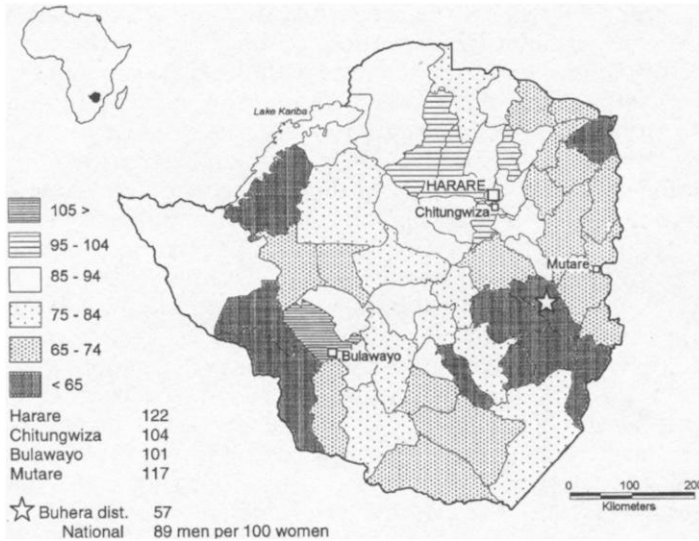 Lake Kariba
HARARE
Chitungwiza
Mutare
Bulawayo
105 >
95 - 104
85 - 94
75 - 84
65 - 74
< 65
Harare 122
Chitungwiza 104
Bulawayo 101
Mutare 117
Buhera dist. 57
National 89 men per 100 women
0 100 200
Kilometers